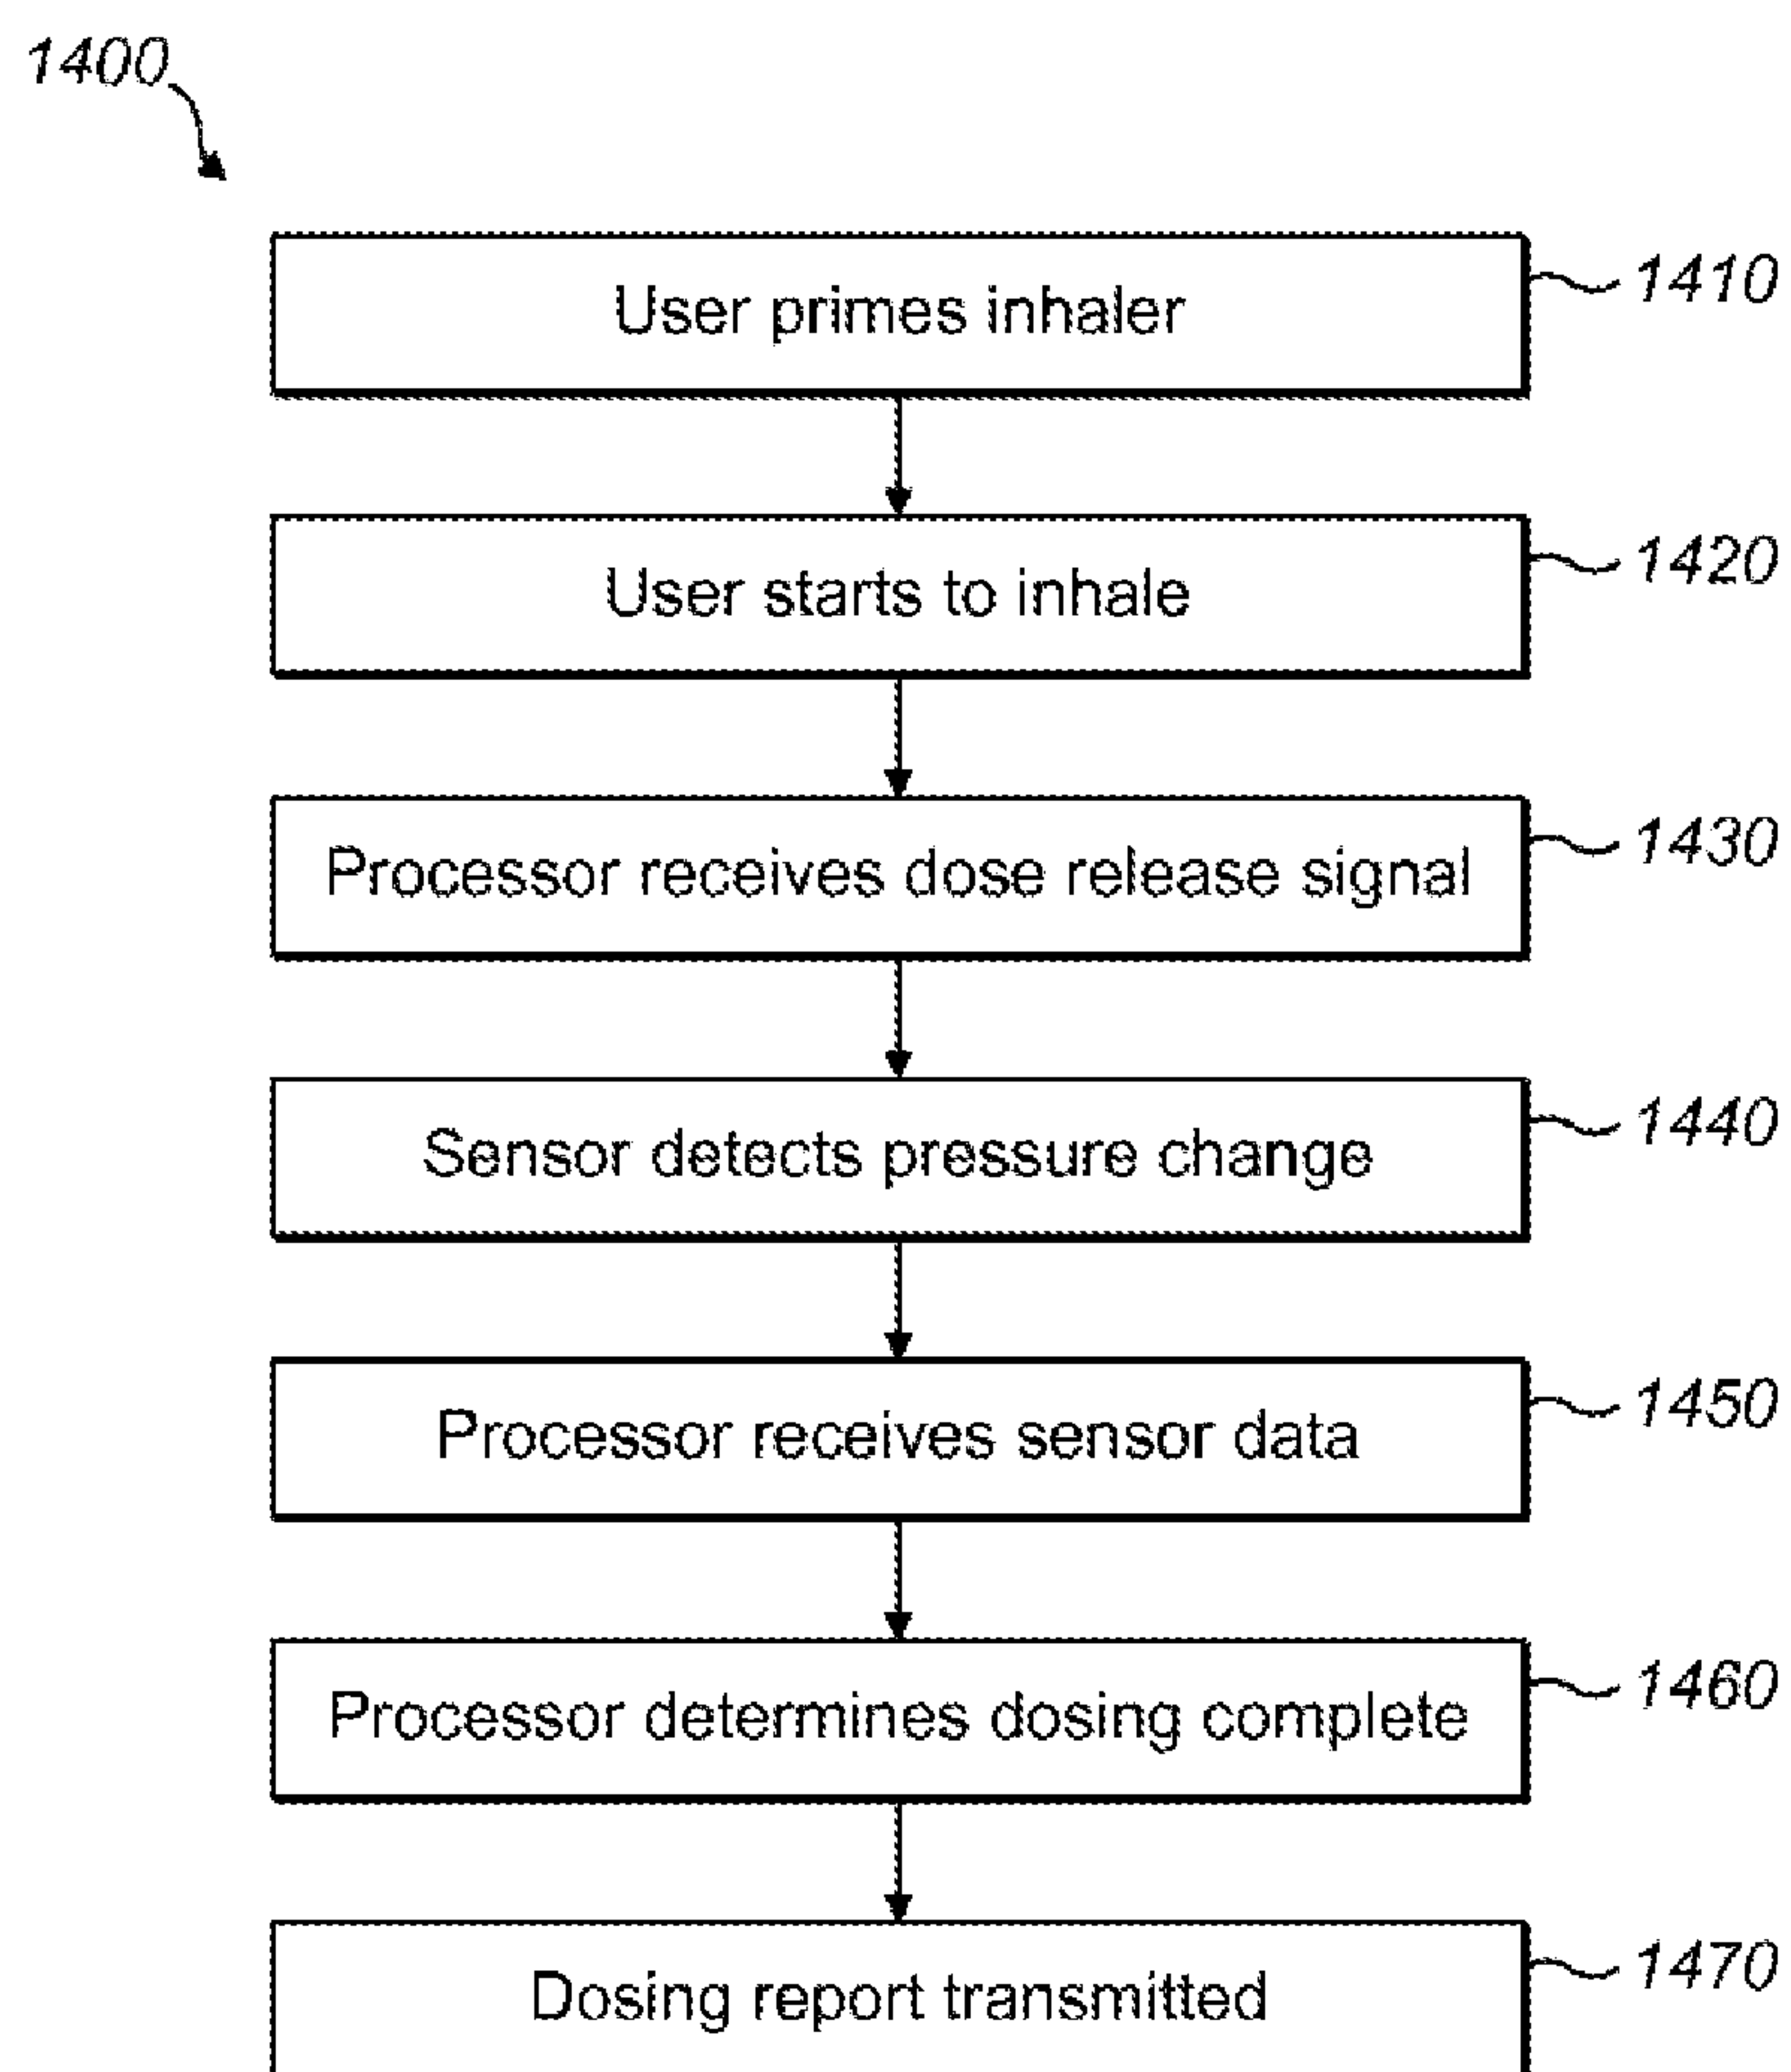 1400
User primes inhaler 1410
User starts to inhale 1420
Processor receives dose release signal 1430
Sensor detects pressure change 1440
Processor receives sensor data 1450
Processor determines dosing complete 1460
Dosing report transmitted 1470